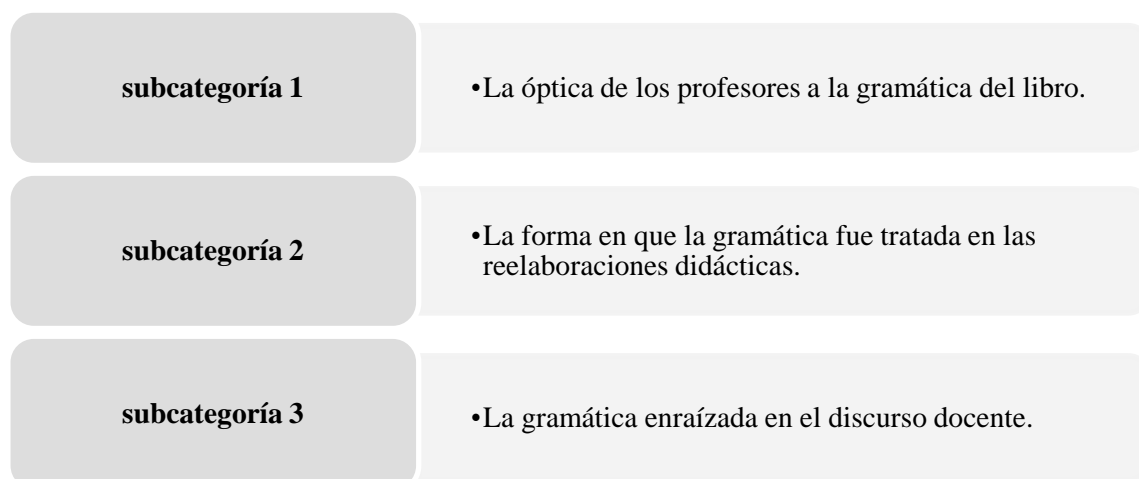 subcategoría 1
•La óptica de los profesores a la gramática del libro.
subcategoría 2
•La forma en que la gramática fue tratada en las
reelaboraciones didácticas.
subcategoría 3
•La gramática enraízada en el discurso docente.